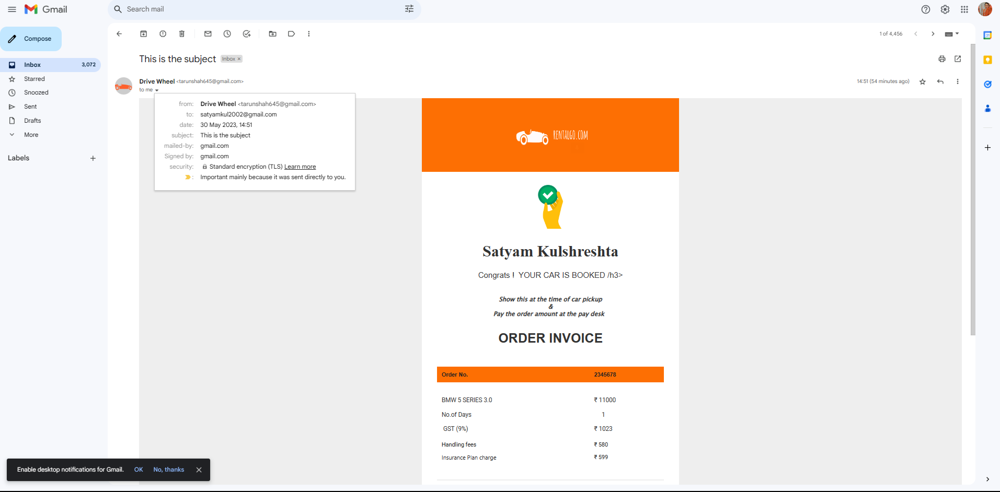 Gmail
Search mail
Compose
Inbox 3,072
Starred
Snoozed
Sent
Drafts
More
Labels
1 of 4,456
This is the subject Inbox ×
Drive Wheel <tarunshah645@gmail.com>
14:51 (54 minutes ago)
to me
from: Drive Wheel <tarunshah645@gmail.com>
to: satyamkul2002@gmail.com
date: 30 May 2023, 14:51
subject: This is the subject
mailed-by: gmail.com
Signed by: gmail.com
security: Standard encryption (TLS) Learn more
: Important mainly because it was sent directly to you.
RENTALGO.COM
Satyam Kulshreshta
Congrats ! YOUR CAR IS BOOKED /h3>
Show this at the time of car pickup
&
Pay the order amount at the pay desk
ORDER INVOICE
Order No. 2345678
BMW 5 SERIES 3.0 ₹ 11000
No.of Days 1
GST (9%) ₹ 1023
Handling fees ₹ 580
Insurance Plan charge ₹ 599
Enable desktop notifications for Gmail. OK No, thanks
31